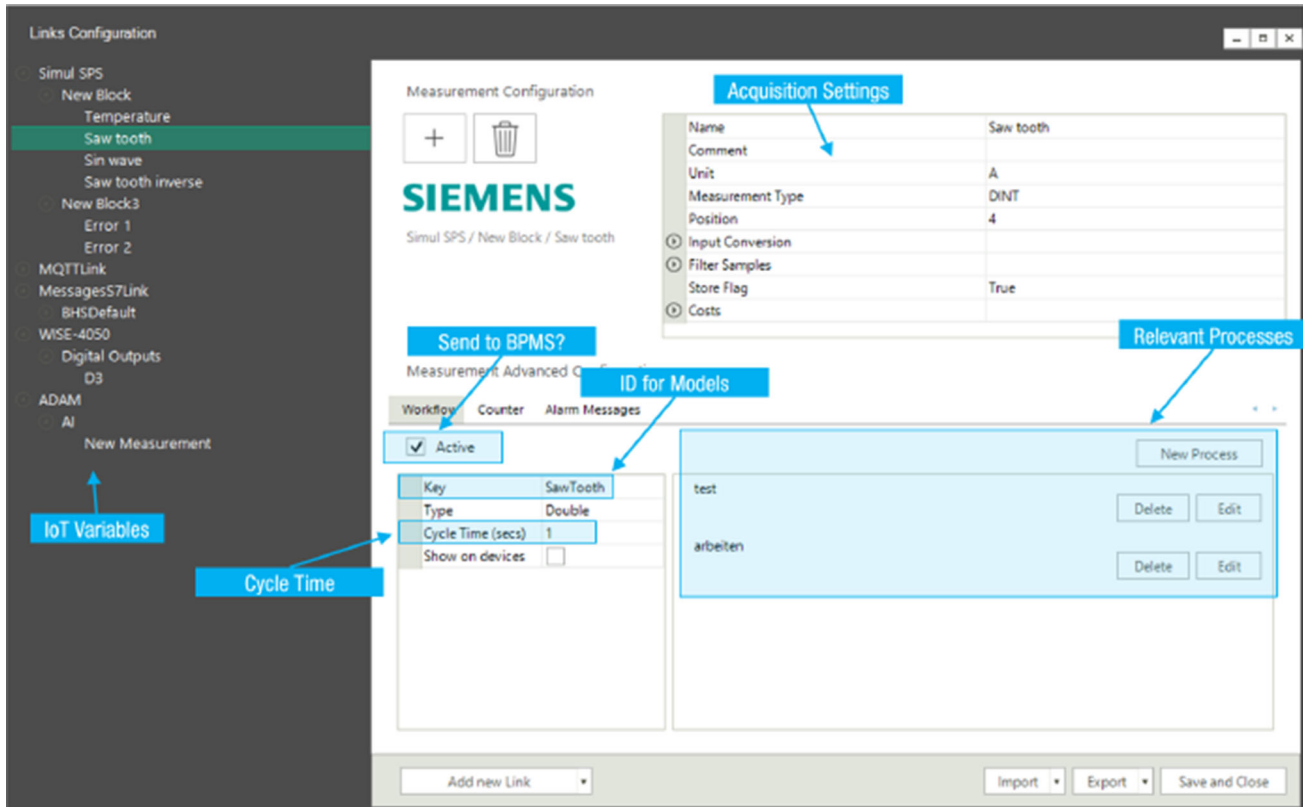 Links Configuration
Simul SPS
New Block
Temperature
Saw tooth
Sin wave
Saw tooth inverse
New Block3
Error 1
Error 2
MQTTLink
MessagesS7Link
BHSDefault
WISE-4050
Digital Outputs
D3
ADAM
AI
New Measurement
IoT Variables
Measurement Configuration
SIEMENS
Simul SPS / New Block / Saw tooth
Acquisition Settings
Name Saw tooth
Comment
Unit A
Measurement Type DINT
Position 4
Input Conversion
Filter Samples
Store Flag True
Costs
Send to BPMS?
Relevant Processes
Measurement Advanced
ID for Models
Workflow Counter Alarm Messages
Active
Key SawTooth
Type Double
Cycle Time (secs) 1
Show on devices
Cycle Time
New Process
test
Delete Edit
arbeiten
Delete Edit
Add new Link
Import Export Save and Close